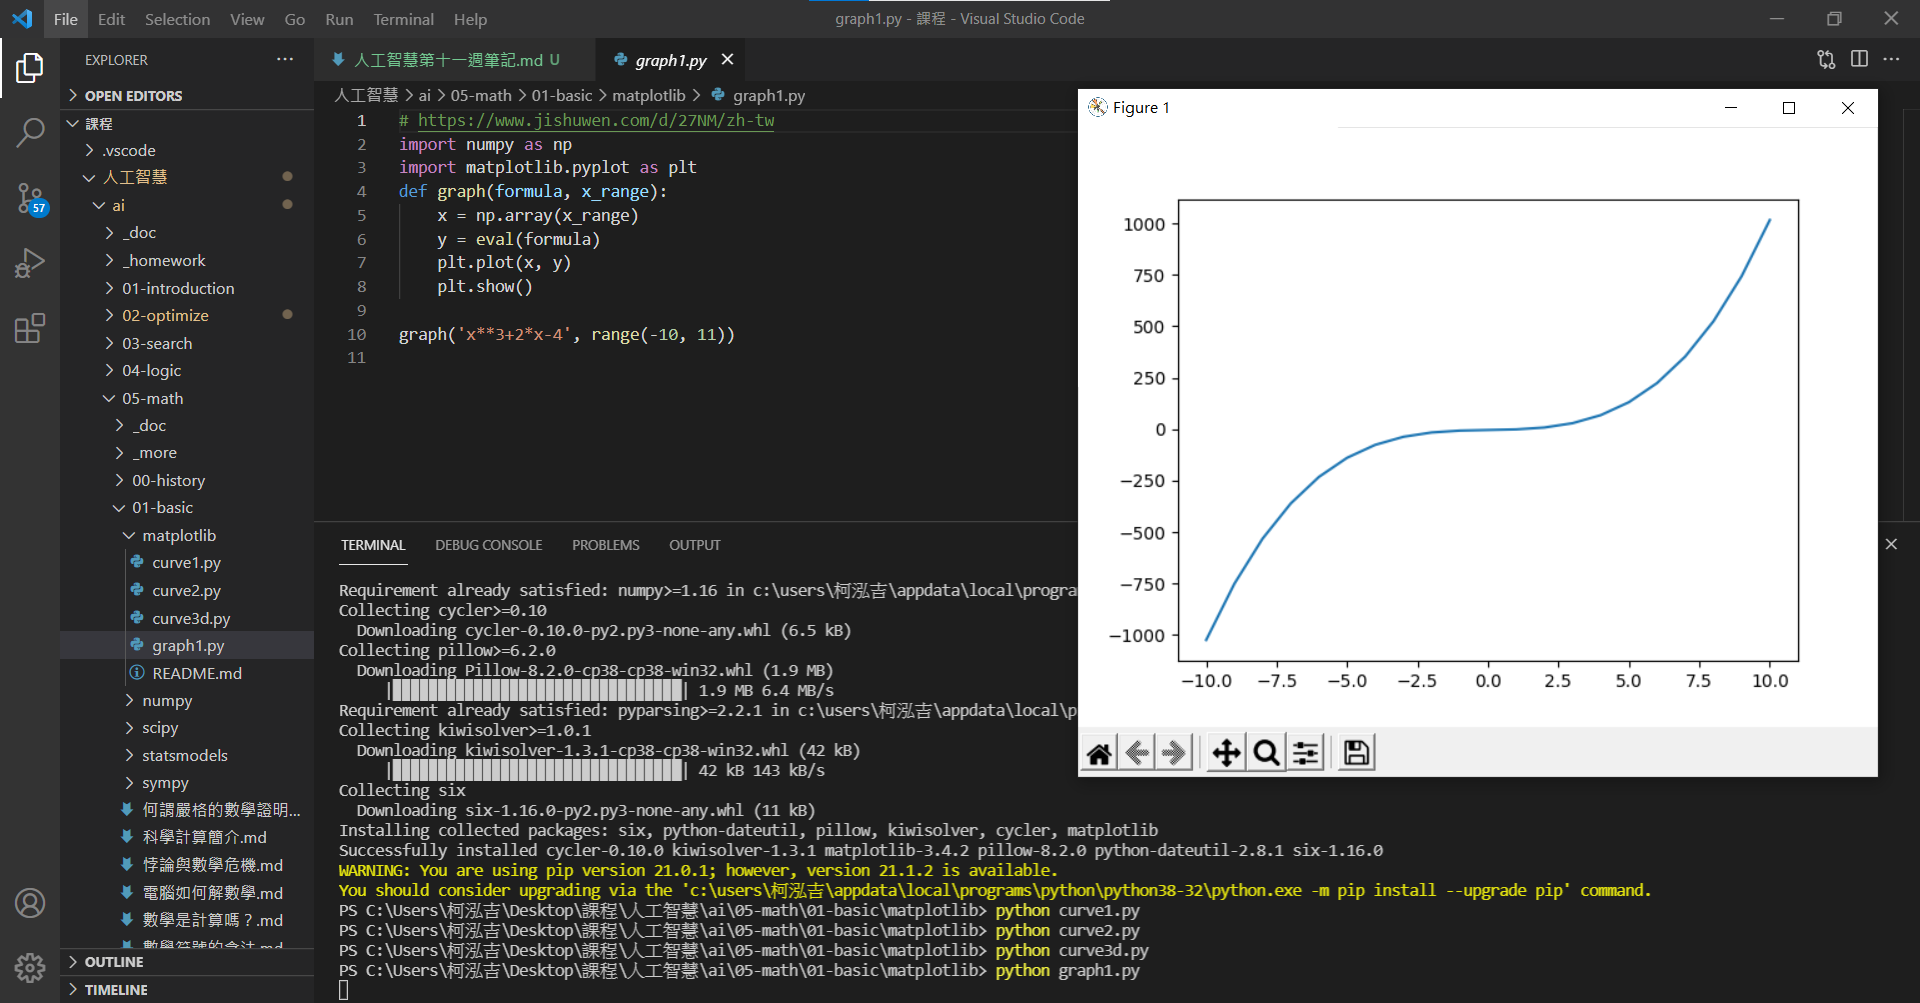 File Edit Selection View Go Run Terminal Help
graph1.py - 課程 - Visual Studio Code
EXPLORER
OPEN EDITORS
課程
.vscode
人工智慧
ai
_doc
_homework
01-introduction
02-optimize
03-search
04-logic
05-math
_doc
_more
00-history
01-basic
matplotlib
curve1.py
curve2.py
curve3d.py
graph1.py
README.md
numpy
scipy
statsmodels
sympy
何謂嚴格的數學證明...
科學計算簡介.md
悖論與數學危機.md
電腦如何解數學.md
數學是計算嗎？.md
OUTLINE
TIMELINE
57
人工智慧第十一週筆記.md U
graph1.py
人工智慧 > ai > 05-math > 01-basic > matplotlib > graph1.py
1 # https://www.jishuwen.com/d/27NM/zh-tw
2 import numpy as np
3 import matplotlib.pyplot as plt
4 def graph(formula, x_range):
5 x = np.array(x_range)
6 y = eval(formula)
7 plt.plot(x, y)
8 plt.show()
9
10 graph('x**3+2*x-4', range(-10, 11))
11
TERMINAL DEBUG CONSOLE PROBLEMS OUTPUT
Requirement already satisfied: numpy>=1.16 in c:\users\柯泓吉\appdata\local\progra
Collecting cycler>=0.10
Downloading cycler-0.10.0-py2.py3-none-any.whl (6.5 kB)
Collecting pillow>=6.2.0
Downloading Pillow-8.2.0-cp38-cp38-win32.whl (1.9 MB)
| | 1.9 MB 6.4 MB/s
Requirement already satisfied: pyparsing>=2.2.1 in c:\users\柯泓吉\appdata\local\p
Collecting kiwisolver>=1.0.1
Downloading kiwisolver-1.3.1-cp38-cp38-win32.whl (42 kB)
| | 42 kB 143 kB/s
Collecting six
Downloading six-1.16.0-py2.py3-none-any.whl (11 kB)
Installing collected packages: six, python-dateutil, pillow, kiwisolver, cycler, matplotlib
Successfully installed cycler-0.10.0 kiwisolver-1.3.1 matplotlib-3.4.2 pillow-8.2.0 python-dateutil-2.8.1 six-1.16.0
WARNING: You are using pip version 21.0.1; however, version 21.1.2 is available.
You should consider upgrading via the 'c:\users\柯泓吉\appdata\local\programs\python\python38-32\python.exe -m pip install --upgrade pip' command.
PS C:\Users\柯泓吉\Desktop\課程\人工智慧\ai\05-math\01-basic\matplotlib> python curve1.py
PS C:\Users\柯泓吉\Desktop\課程\人工智慧\ai\05-math\01-basic\matplotlib> python curve2.py
PS C:\Users\柯泓吉\Desktop\課程\人工智慧\ai\05-math\01-basic\matplotlib> python curve3d.py
PS C:\Users\柯泓吉\Desktop\課程\人工智慧\ai\05-math\01-basic\matplotlib> python graph1.py
Figure 1
1000
750
500
250
0
−250
−500
−750
−1000
−10.0 −7.5 −5.0 −2.5 0.0 2.5 5.0 7.5 10.0